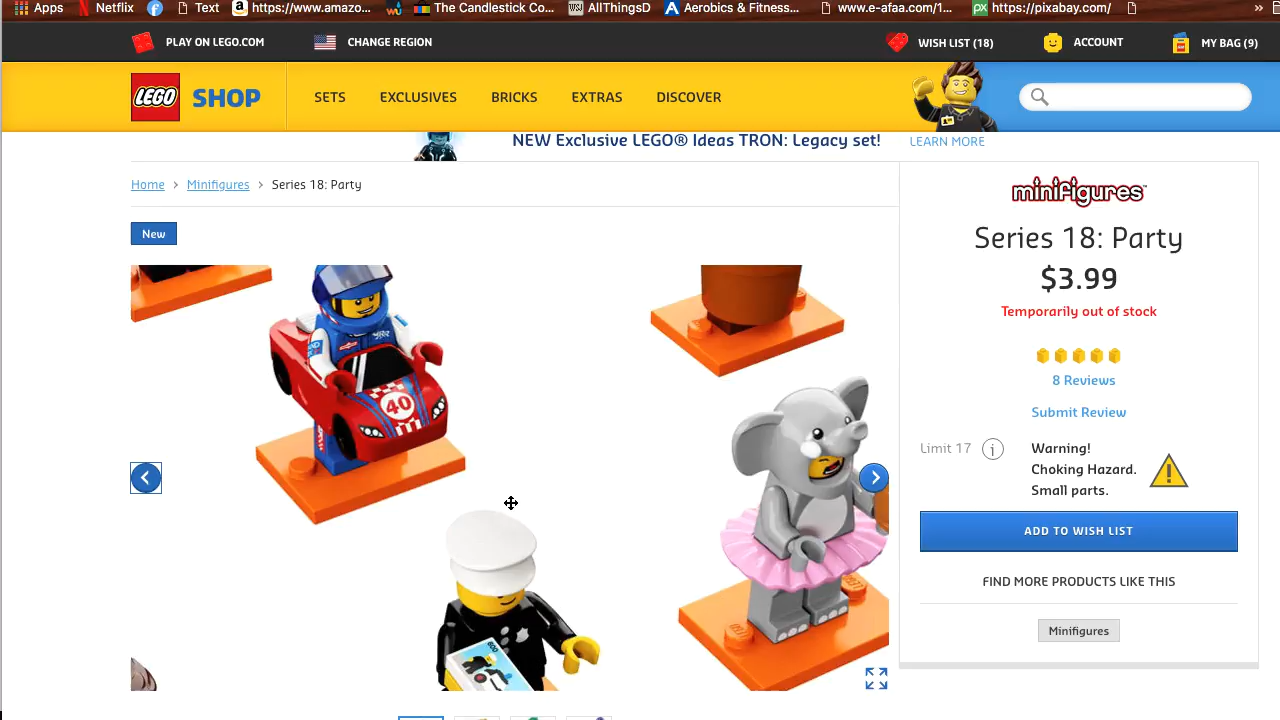 Apps Netflix Text https://www.amazo... The Candlestick Co... AllThingsD Aerobics & Fitness... www.e-afaa.com/1... https://pixabay.com/ »
PLAY ON LEGO.COM CHANGE REGION WISH LIST (18) ACCOUNT MY BAG (9)
LEGO SHOP SETS EXCLUSIVES BRICKS EXTRAS DISCOVER
NEW Exclusive LEGO® Ideas TRON: Legacy set! LEARN MORE
Home > Minifigures > Series 18: Party
New
minifigures
Series 18: Party
$3.99
Temporarily out of stock
8 Reviews
Submit Review
Limit 17
Warning!
Choking Hazard.
Small parts.
ADD TO WISH LIST
FIND MORE PRODUCTS LIKE THIS
Minifigures
40
600